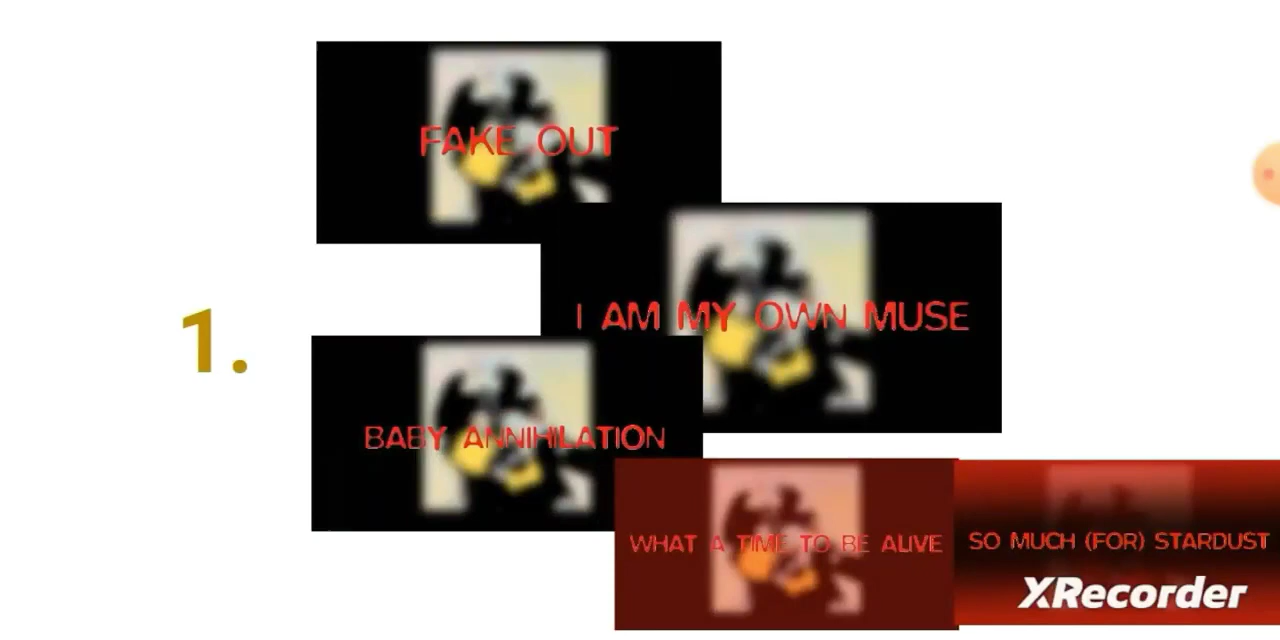 FAKE OUT
I AM MY OWN MUSE
1.
BABY ANNIHILATION
WHAT A TIME TO BE ALIVE
SO MUCH (FOR) STARDUST
XRecorder